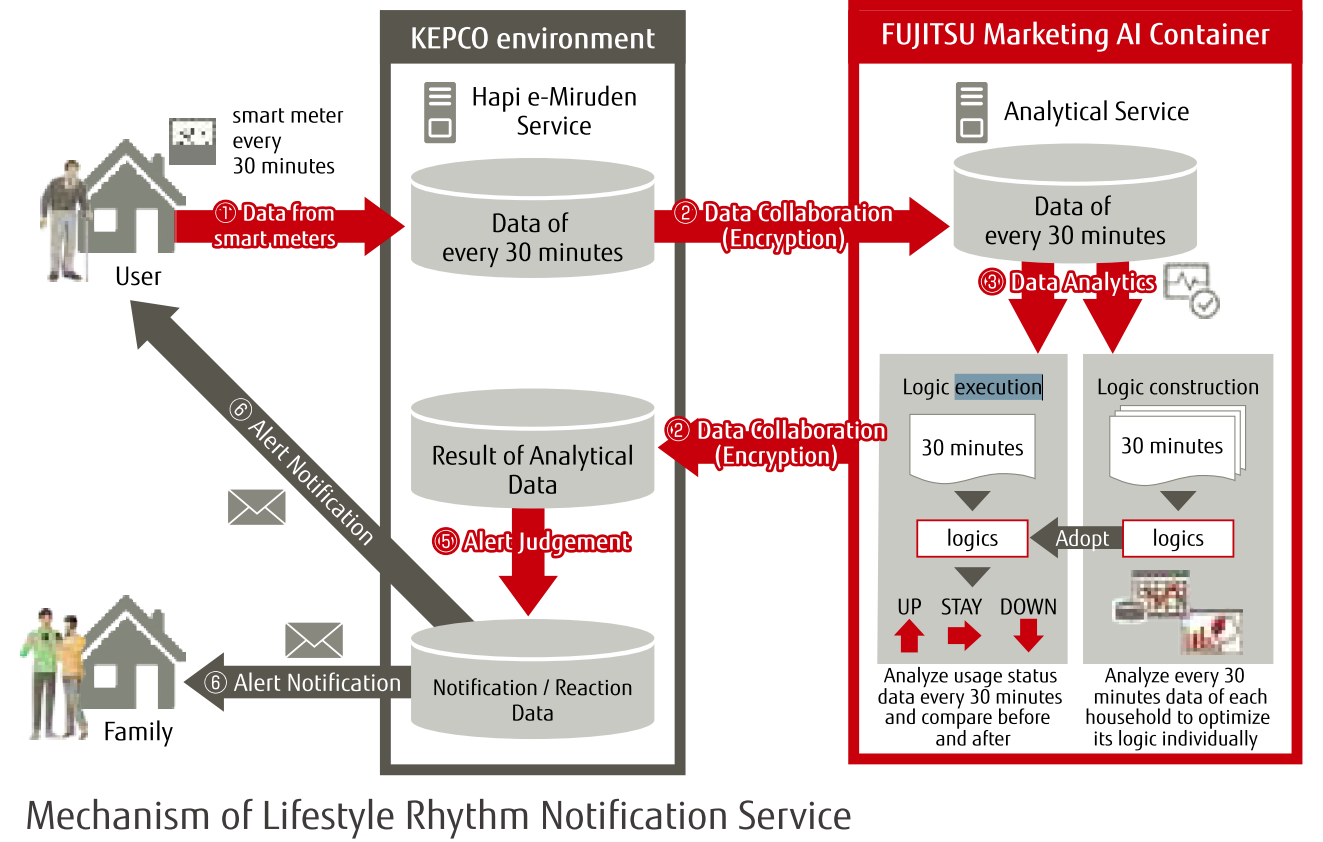 KEPCO environment
FUJITSU Marketing AI Container
smart meter
every
30 minutes
Hapi e-Miruden
Service
Analytical Service
① Data from
smart meters
Data of
every 30 minutes
② Data Collaboration
(Encryption)
Data of
every 30 minutes
User
③ Data Analytics
Logic execution
30 minutes
logics
UP STAY DOWN
Analyze usage status
data every 30 minutes
and compare before
and after
Logic construction
30 minutes
logics
Adopt
Analyze every 30
minutes data of each
household to optimize
its logic individually
② Data Collaboration
(Encryption)
Result of Analytical
Data
⑤ Alert Judgement
Notification / Reaction
Data
⑥ Alert Notification
⑥ Alert Notification
Family
Mechanism of Lifestyle Rhythm Notification Service